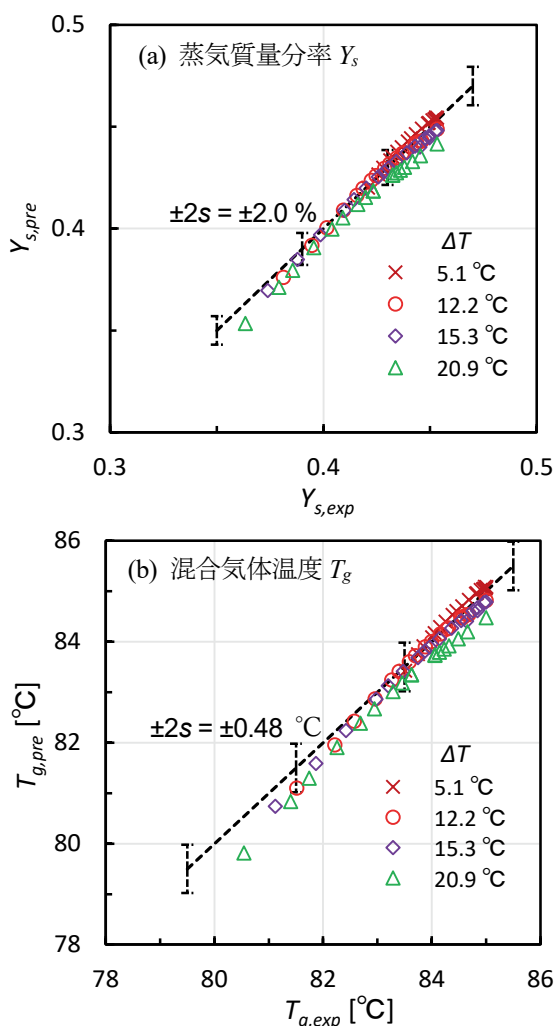 0.5
(a) 蒸気質量分率 Ys
±2s = ±2.0 %
0.4
Ys,pre
ΔT
5.1 ℃
12.2 ℃
15.3 ℃
20.9 ℃
0.3
0.3 0.4 0.5
Ys,exp
86
(b) 混合気体温度 Tg
84
±2s = ±0.48 ℃
82
Tg,pre [℃]
ΔT
5.1 ℃
12.2 ℃
80
15.3 ℃
20.9 ℃
78
78 80 82 84 86
Tg,exp [℃]